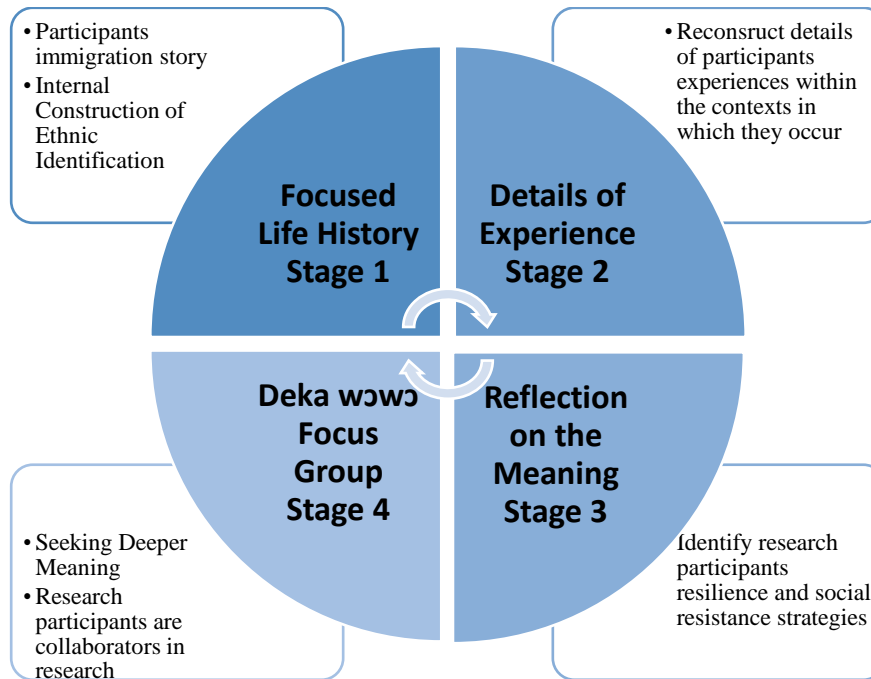 • Participants
immigration story
• Internal
Construction of
Ethnic
Identification
Focused
Life History
Stage 1
• Reconsruct details
of participants
experiences within
the contexts in
which they occur
Details of
Experience
Stage 2
Deka wɔwɔ
Focus
Group
Stage 4
• Seeking Deeper
Meaning
• Research
participants are
collaborators in
research
Reflection
on the
Meaning
Stage 3
Identify research
participants
resilience and social
resistance strategies